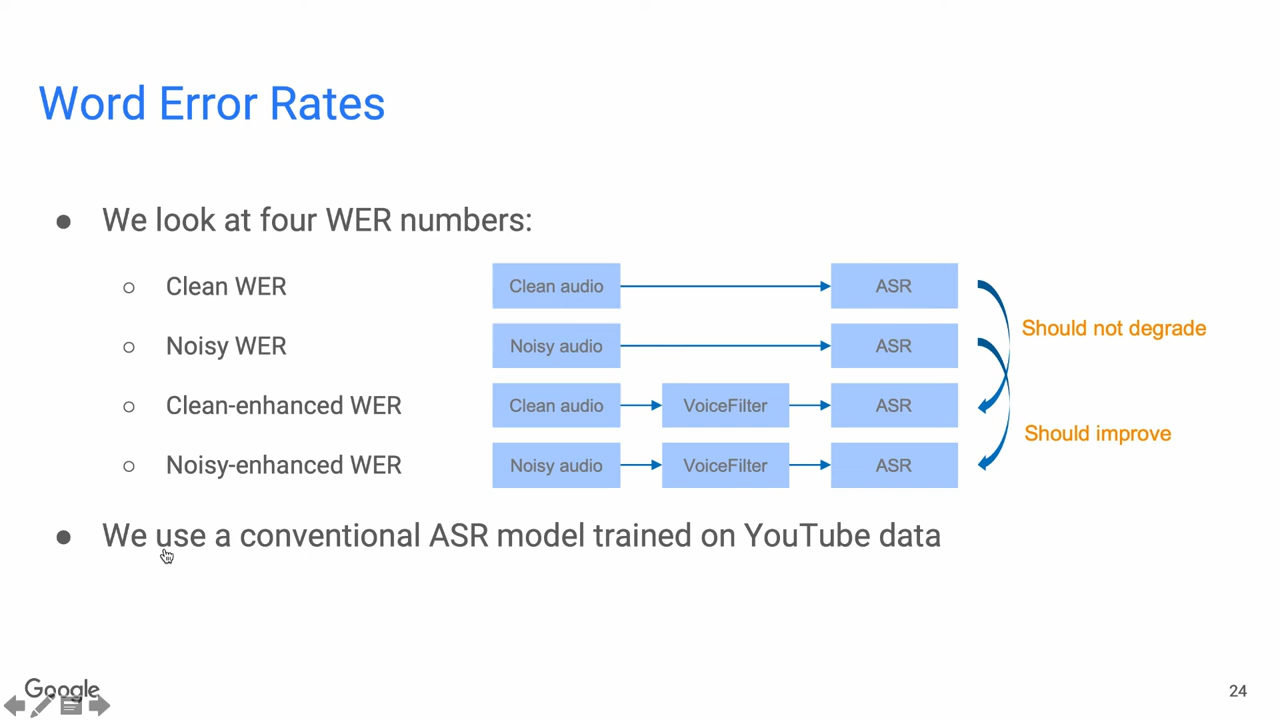 Word Error Rates
● We look at four WER numbers:
○ Clean WER
Clean audio
ASR
○ Noisy WER
Noisy audio
ASR
○ Clean-enhanced WER
Clean audio
VoiceFilter
ASR
○ Noisy-enhanced WER
Noisy audio
VoiceFilter
ASR
Should not degrade
Should improve
● We use a conventional ASR model trained on YouTube data
Google
24